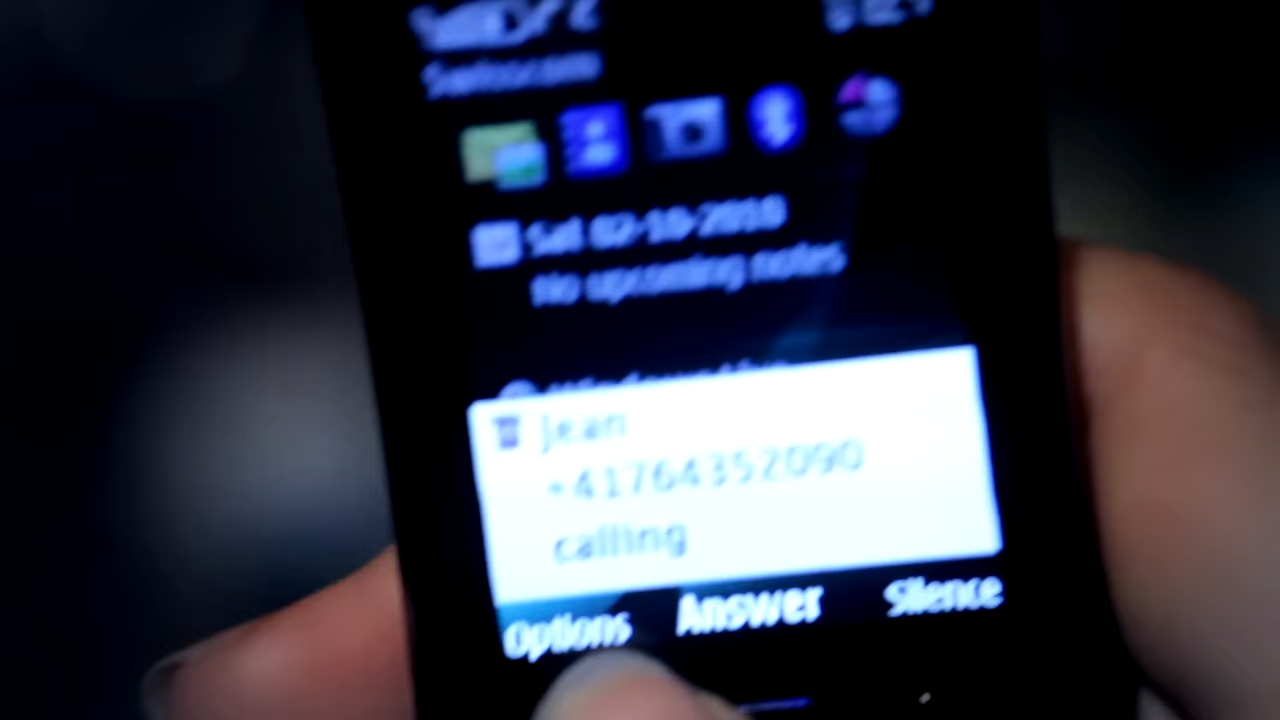 Swisscom
Sat 02-10-2010
No upcoming notes
Jean
+41764352090
calling
Options Answer Silence